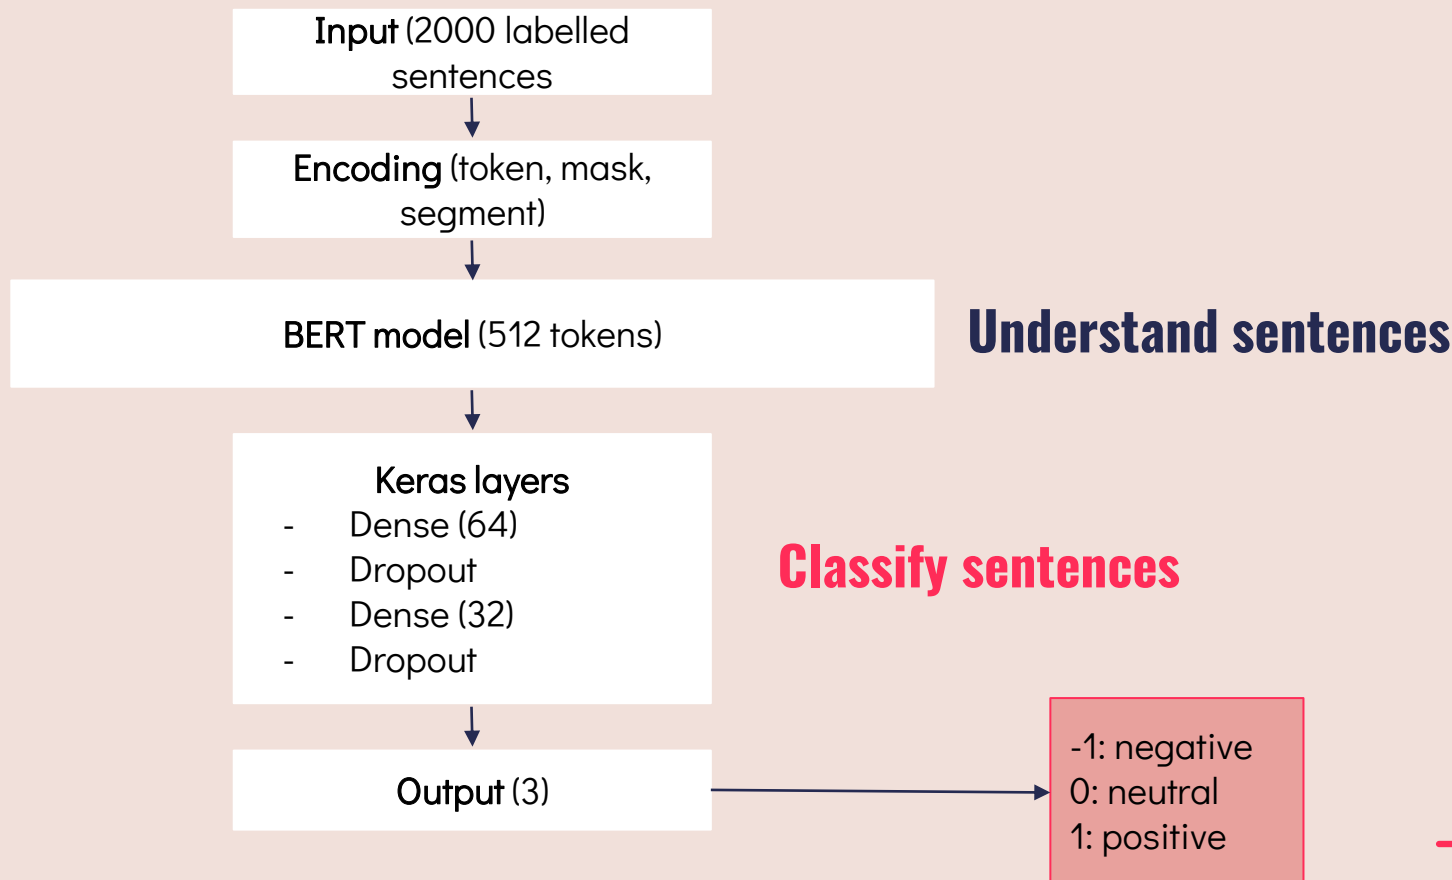 Input (2000 labelled
sentences
Encoding (token, mask,
segment)
BERT model (512 tokens)
Understand sentences
Keras layers
- Dense (64)
- Dropout
- Dense (32)
- Dropout
Classify sentences
Output (3)
-1: negative
0: neutral
1: positive